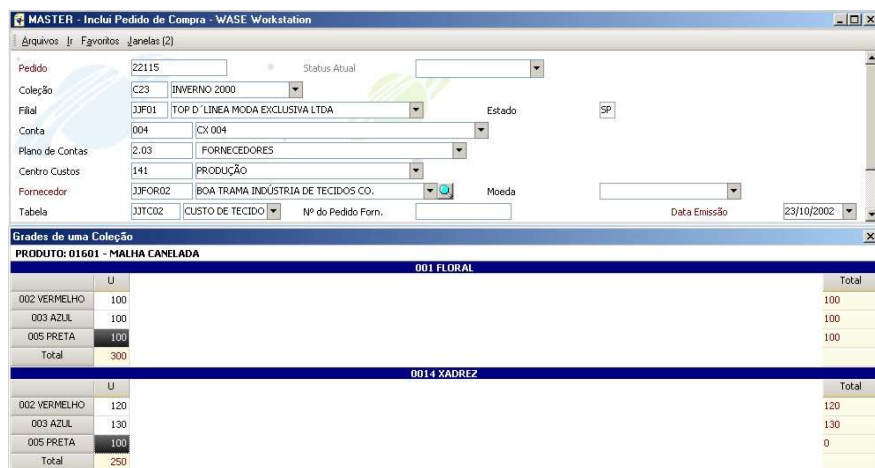 MASTER - Inclui Pedido de Compra - WASE Workstation
Arquivos Ir Favoritos Janelas (2)
Pedido 22115 Status Atual
Coleção C23 INVERNO 2000
Filial JJF01 TOP D´LINEA MODA EXCLUSIVA LTDA Estado SP
Conta 004 CX 004
Plano de Contas 2.03 FORNECEDORES
Centro Custos 141 PRODUÇÃO
Fornecedor JJFOR02 BOA TRAMA INDÚSTRIA DE TECIDOS CO. Moeda
Tabela JJTC02 CUSTO DE TECIDO Nº do Pedido Forn. Data Emissão 23/10/2002
Grades de uma Coleção
PRODUTO: 01601 - MALHA CANELADA
001 FLORAL
U Total
002 VERMELHO 100 100
003 AZUL 100 100
005 PRETA 100 100
Total 300
0014 XADREZ
U Total
002 VERMELHO 120 120
003 AZUL 130 130
005 PRETA 100 0
Total 250